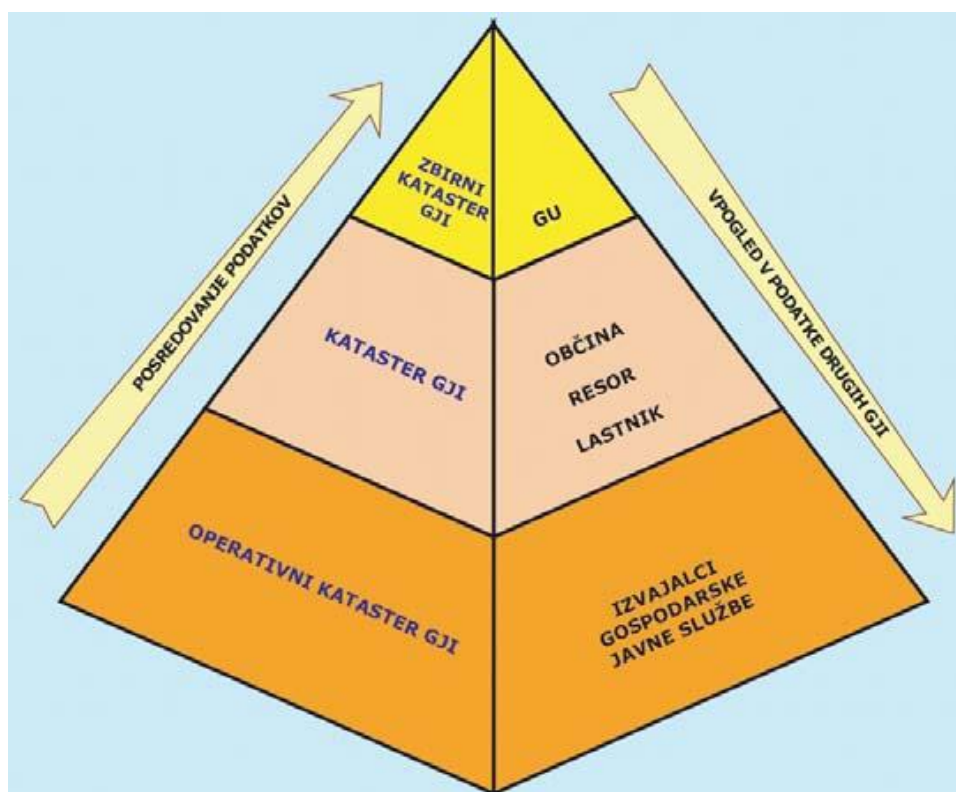 POSREDOVANJE PODATKOV
ZBIRNI
KATASTER
GJI
GU
VPOGLED V PODATKE DRUGIH GJI
KATASTER GJI
OBČINA
RESOR
LASTNIK
OPERATIVNI KATASTER GJI
IZVAJALCI
GOSPODARSKE
JAVNE SLUŽBE